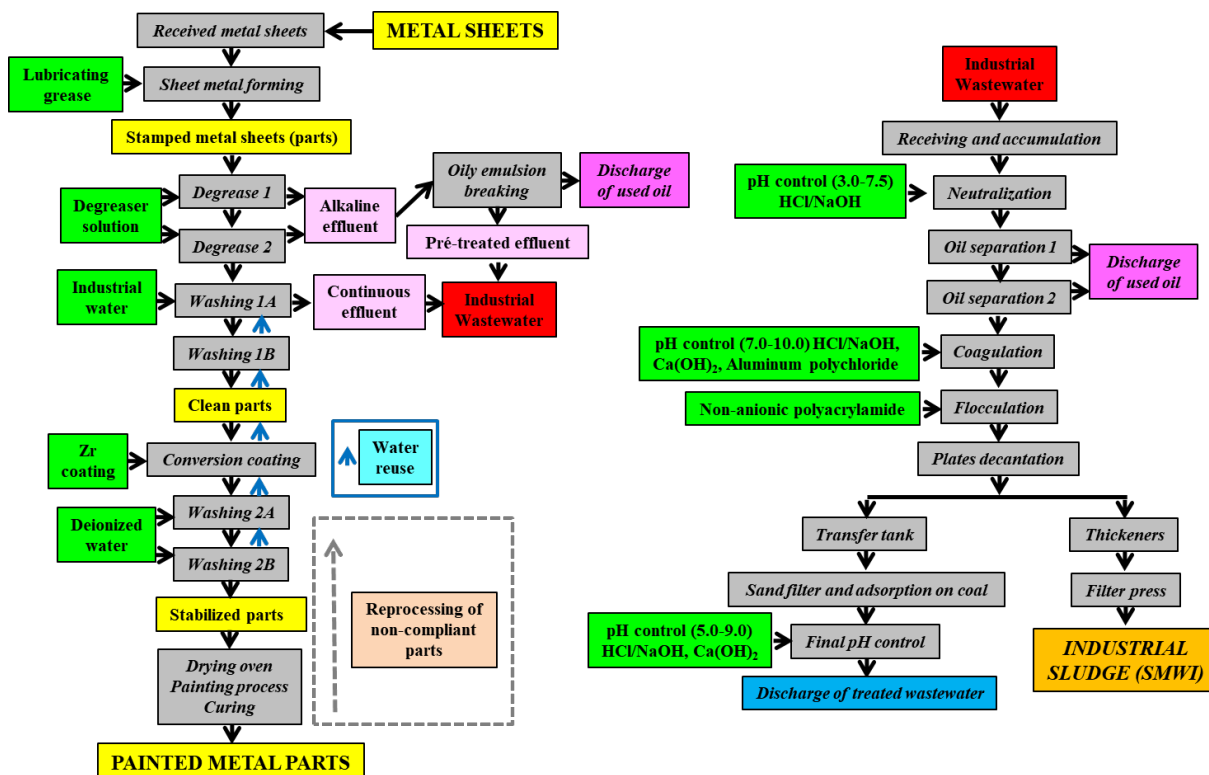 Received metal sheets
METAL SHEETS
Lubricating
grease
Sheet metal forming
Stamped metal sheets (parts)
Degreaser
solution
Degrease 1
Degrease 2
Alkaline
effluent
Oily emulsion
breaking
Discharge
of used oil
Pré-treated effluent
Industrial
water
Washing 1A
Continuous
effluent
Industrial
Wastewater
Washing 1B
Clean parts
Zr
coating
Conversion coating
Water
reuse
Deionized
water
Washing 2A
Washing 2B
Stabilized parts
Reprocessing of
non-compliant
parts
Drying oven
Painting process
Curing
PAINTED METAL PARTS
Industrial
Wastewater
Receiving and accumulation
pH control (3.0-7.5)
HCl/NaOH
Neutralization
Oil separation 1
Oil separation 2
Discharge
of used oil
pH control (7.0-10.0) HCl/NaOH,
Ca(OH)₂, Aluminum polychloride
Coagulation
Non-anionic polyacrylamide
Flocculation
Plates decantation
Transfer tank
Thickeners
Sand filter and adsorption on coal
Filter press
pH control (5.0-9.0)
HCl/NaOH, Ca(OH)₂
Final pH control
INDUSTRIAL
SLUDGE (SMWI)
Discharge of treated wastewater